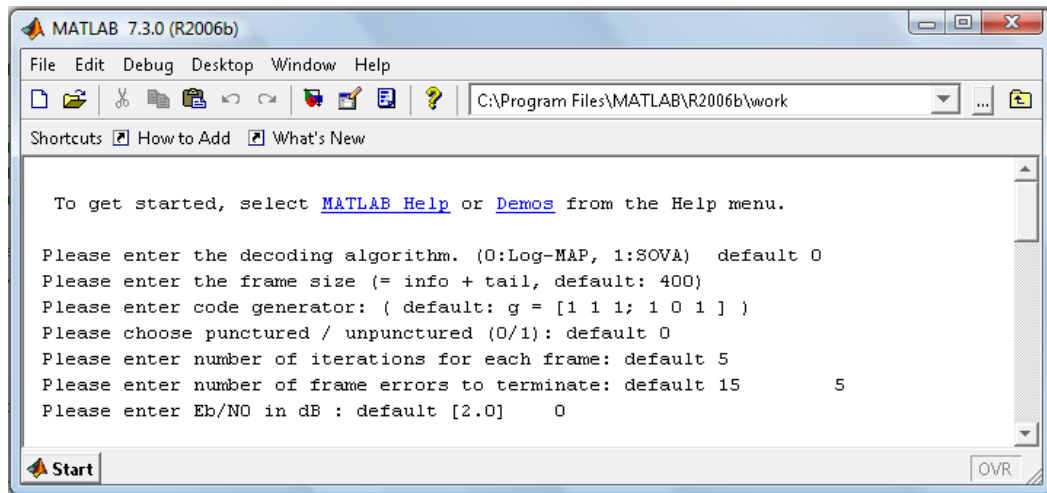 MATLAB 7.3.0 (R2006b)
File Edit Debug Desktop Window Help
C:\Program Files\MATLAB\R2006b\work
...
Shortcuts How to Add What's New
To get started, select MATLAB Help or Demos from the Help menu.
Please enter the decoding algorithm. (0:Log-MAP, 1:SOVA) default 0
Please enter the frame size (= info + tail, default: 400)
Please enter code generator: ( default: g = [1 1 1; 1 0 1 ] )
Please choose punctured / unpunctured (0/1): default 0
Please enter number of iterations for each frame: default 5
Please enter number of frame errors to terminate: default 15 5
Please enter Eb/N0 in dB : default [2.0] 0
Start
OVR